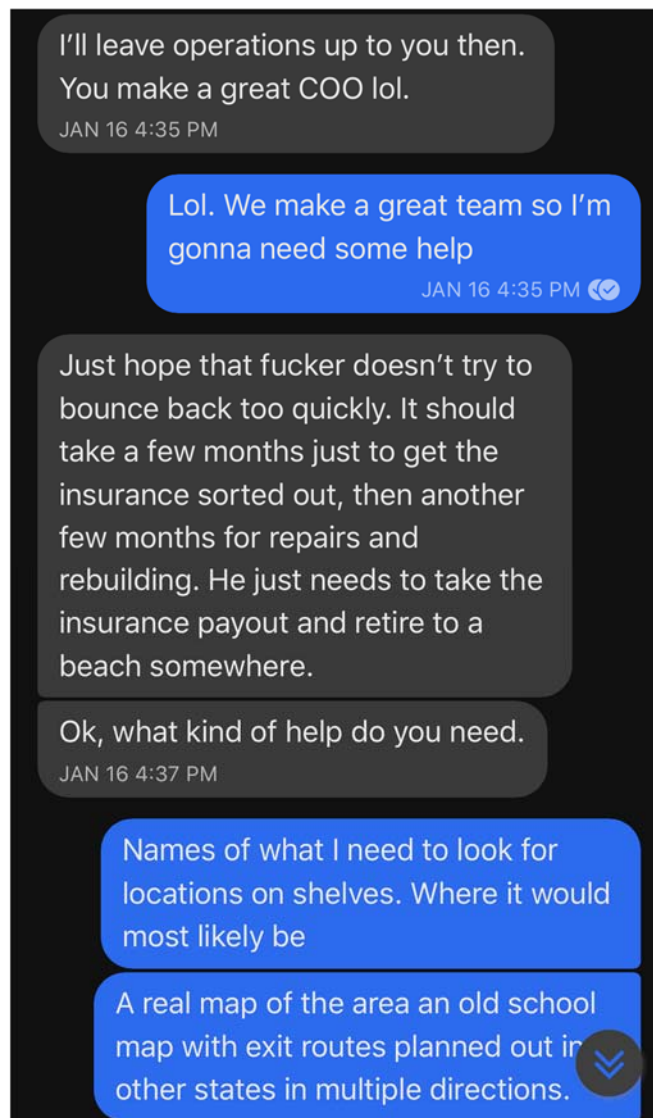 I’ll leave operations up to you then.
You make a great COO lol.
JAN 16 4:35 PM
Lol. We make a great team so I’m
gonna need some help
JAN 16 4:35 PM
Just hope that fucker doesn’t try to
bounce back too quickly. It should
take a few months just to get the
insurance sorted out, then another
few months for repairs and
rebuilding. He just needs to take the
insurance payout and retire to a
beach somewhere.
Ok, what kind of help do you need.
JAN 16 4:37 PM
Names of what I need to look for
locations on shelves. Where it would
most likely be
A real map of the area an old school
map with exit routes planned out in
other states in multiple directions.